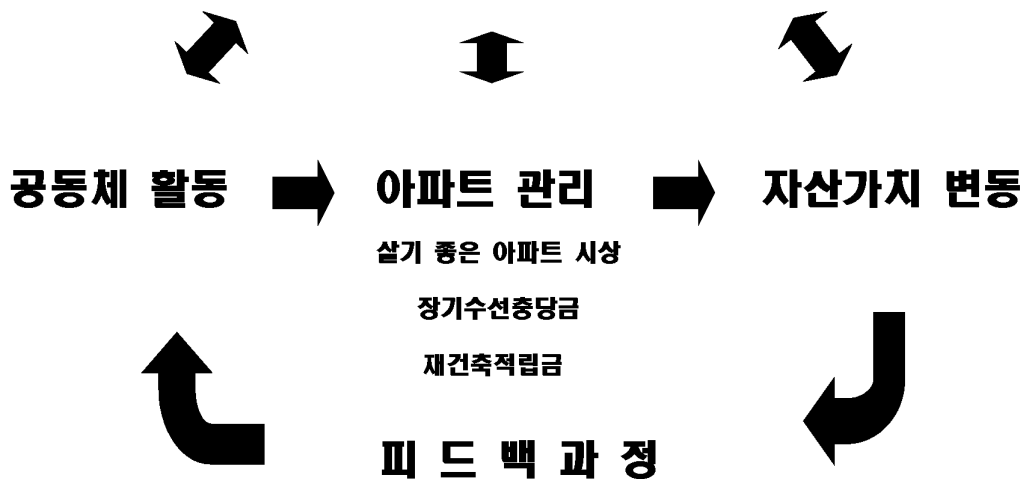 공동체 활동
아파트 관리
자산가치 변동
살기 좋은 아파트 시상
장기수선충당금
재건축적립금
피 드 백 과 정